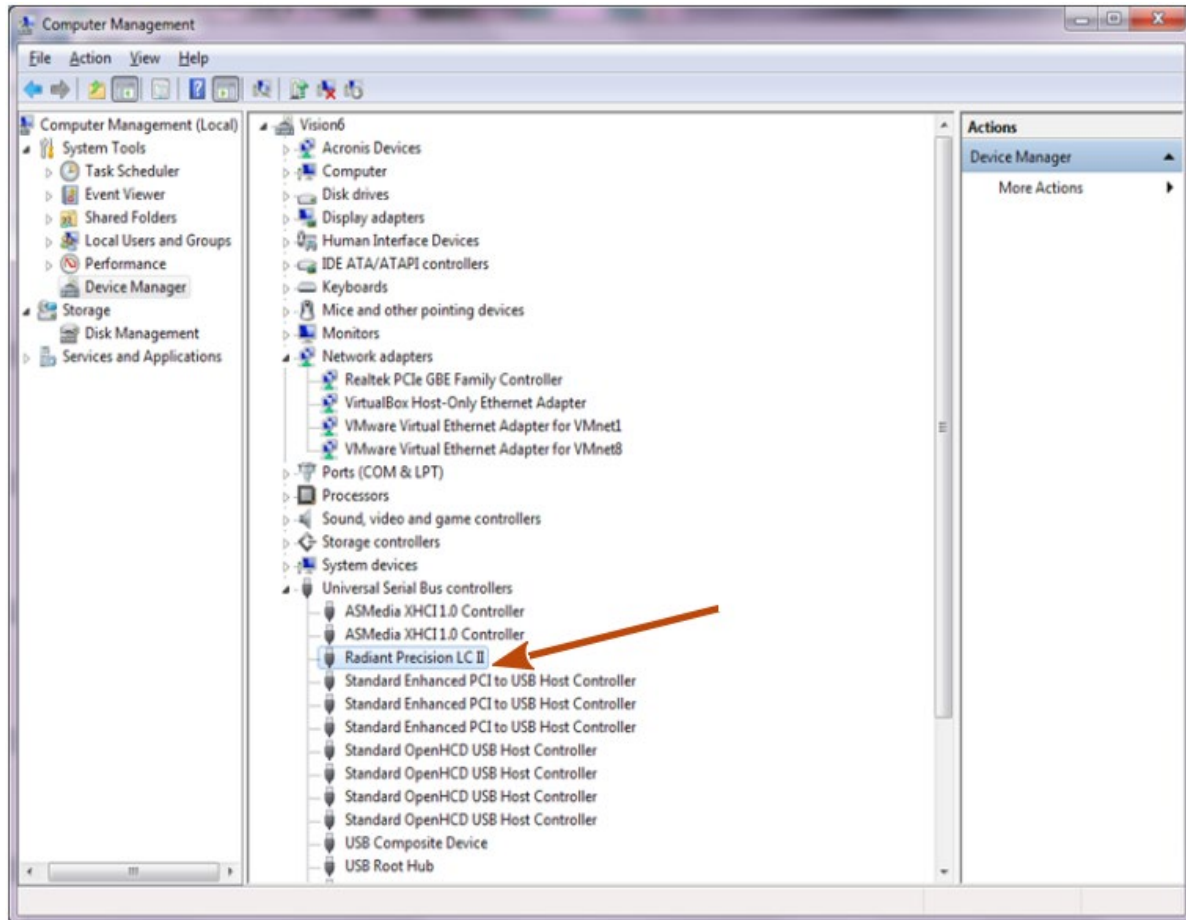 Computer Management
File Action View Help
Computer Management (Local)
System Tools
Task Scheduler
Event Viewer
Shared Folders
Local Users and Groups
Performance
Device Manager
Storage
Disk Management
Services and Applications
Vision6
Acronis Devices
Computer
Disk drives
Display adapters
Human Interface Devices
IDE ATA/ATAPI controllers
Keyboards
Mice and other pointing devices
Monitors
Network adapters
Realtek PCIe GBE Family Controller
VirtualBox Host-Only Ethernet Adapter
VMware Virtual Ethernet Adapter for VMnet1
VMware Virtual Ethernet Adapter for VMnet8
Ports (COM & LPT)
Processors
Sound, video and game controllers
Storage controllers
System devices
Universal Serial Bus controllers
ASMedia XHCI 1.0 Controller
ASMedia XHCI 1.0 Controller
Radiant Precision LC II
Standard Enhanced PCI to USB Host Controller
Standard Enhanced PCI to USB Host Controller
Standard Enhanced PCI to USB Host Controller
Standard OpenHCD USB Host Controller
Standard OpenHCD USB Host Controller
Standard OpenHCD USB Host Controller
Standard OpenHCD USB Host Controller
USB Composite Device
USB Root Hub
Actions
Device Manager
More Actions